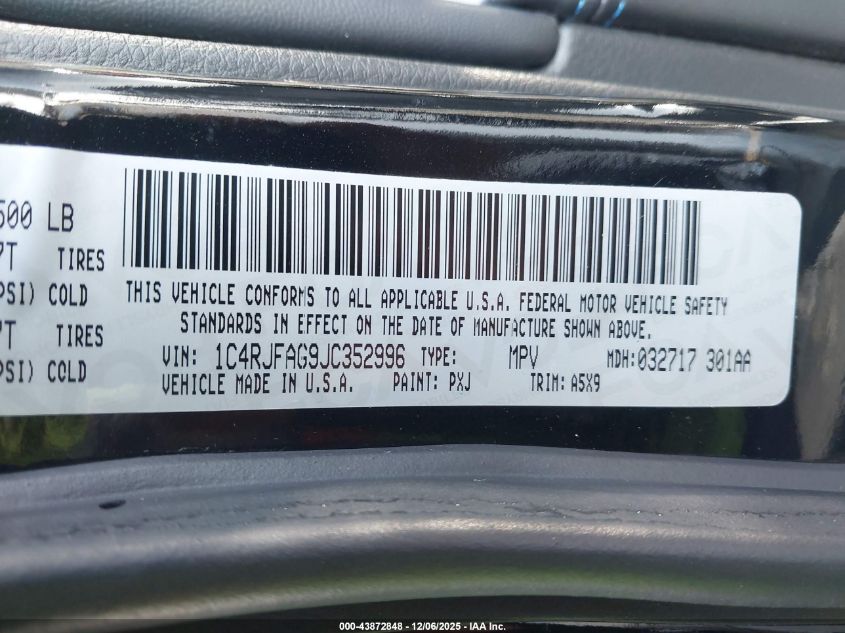 500 LB
7T TIRES
PSI) COLD
7T TIRES
PSI) COLD
THIS VEHICLE CONFORMS TO ALL APPLICABLE U.S.A. FEDERAL MOTOR VEHICLE SAFETY
STANDARDS IN EFFECT ON THE DATE OF MANUFACTURE SHOWN ABOVE.
VIN: 1C4RJFAG9JC352996 TYPE: MPV MDH:032717 301AA
VEHICLE MADE IN U.S.A. PAINT: PXJ TRIM: A5X9
000-43872848 - 12/06/2025 - IAA Inc.